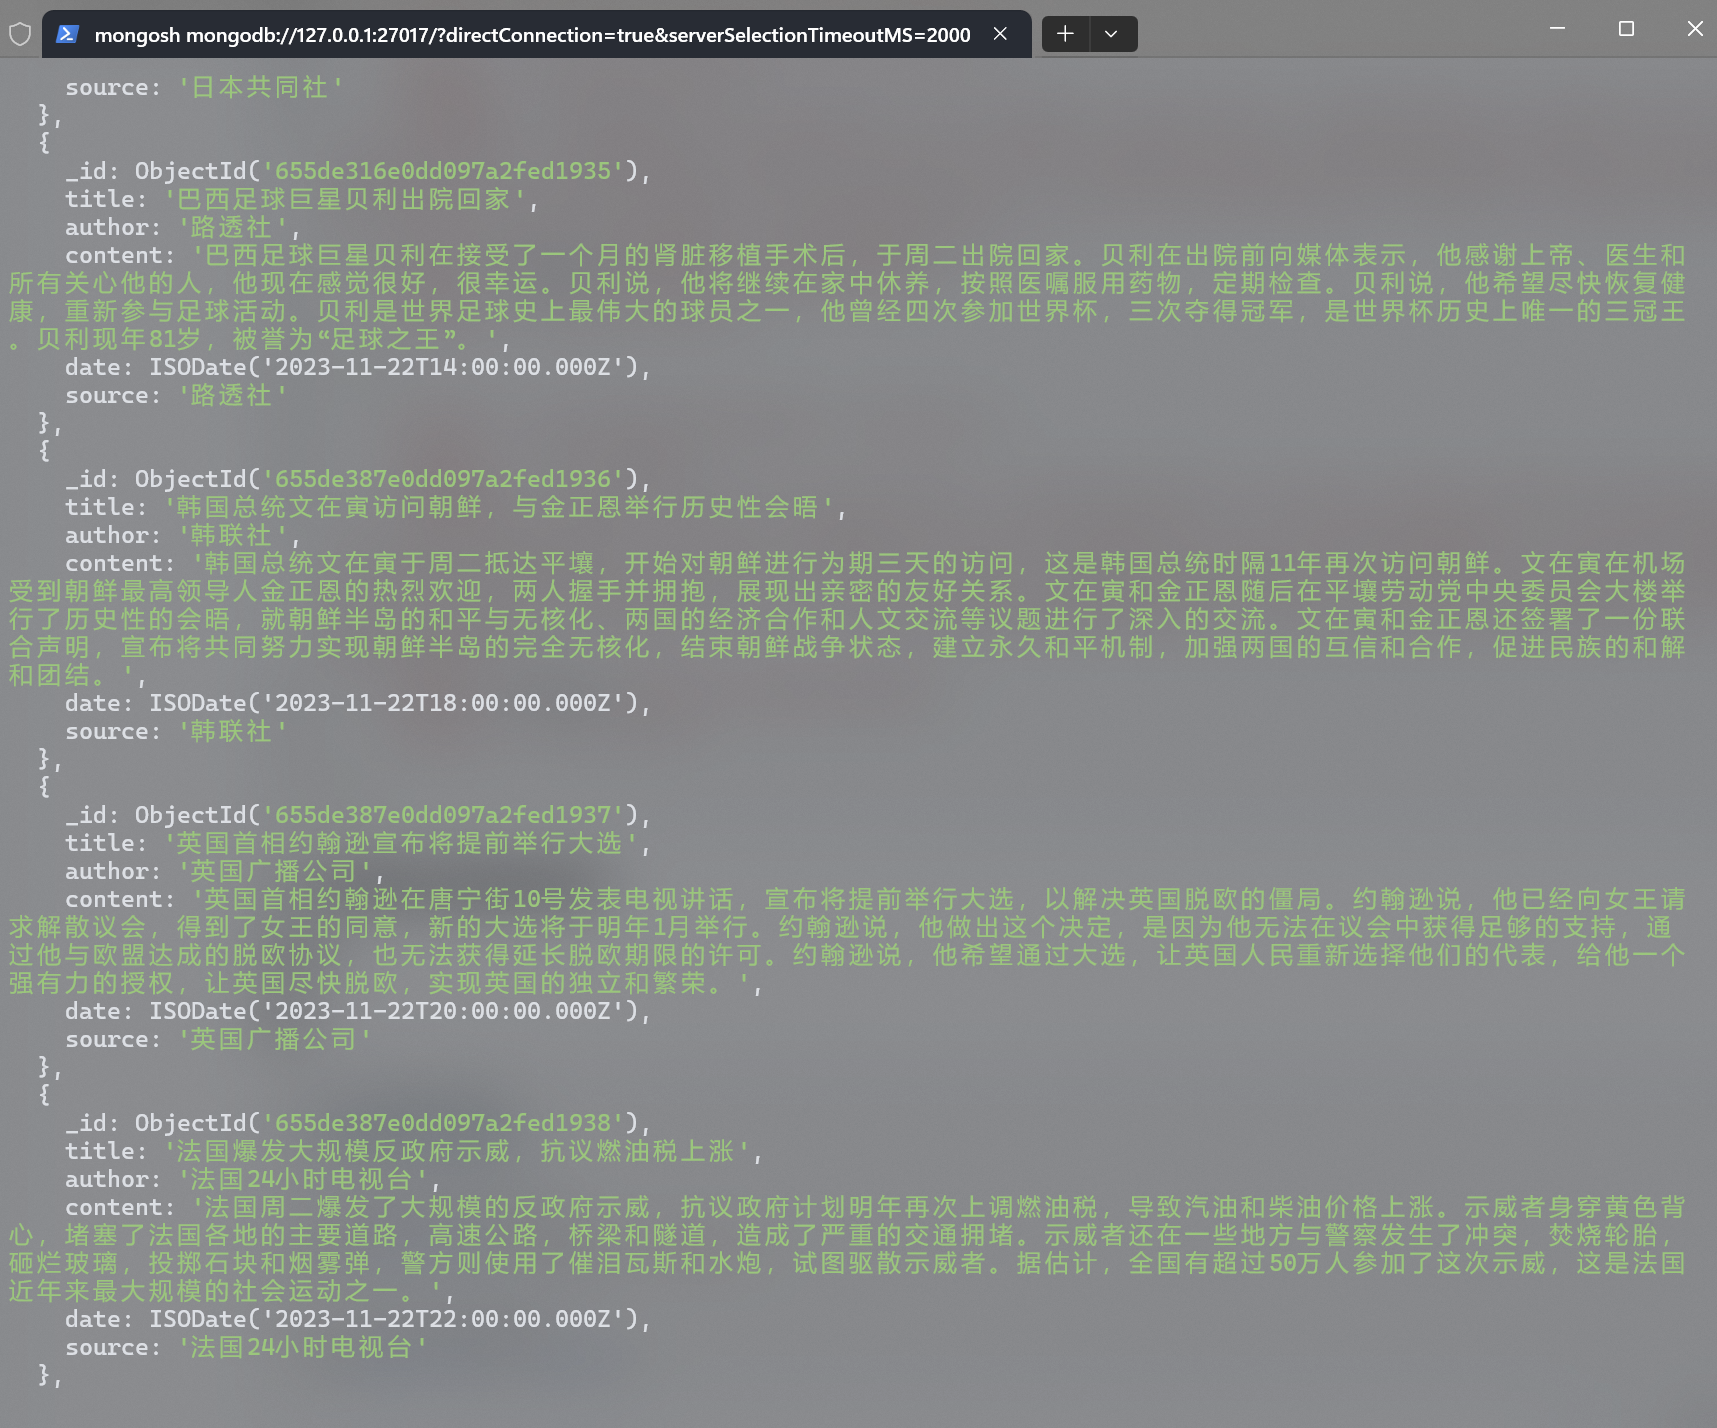 mongosh mongodb://127.0.0.1:27017/?directConnection=true&serverSelectionTimeoutMS=2000
source: '日本共同社'
},
{
_id: ObjectId('655de316e0dd097a2fed1935'),
title: '巴西足球巨星贝利出院回家',
author: '路透社',
content: '巴西足球巨星贝利在接受了一个月的肾脏移植手术后，于周二出院回家。贝利在出院前向媒体表示，他感谢上帝、医生和
所有关心他的人，他现在感觉很好，很幸运。贝利说，他将继续在家中休养，按照医嘱服用药物，定期检查。贝利说，他希望尽快恢复健
康，重新参与足球活动。贝利是世界足球史上最伟大的球员之一，他曾经四次参加世界杯，三次夺得冠军，是世界杯历史上唯一的三冠王
。贝利现年81岁，被誉为“足球之王”。',
date: ISODate('2023-11-22T14:00:00.000Z'),
source: '路透社'
},
{
_id: ObjectId('655de387e0dd097a2fed1936'),
title: '韩国总统文在寅访问朝鲜，与金正恩举行历史性会晤',
author: '韩联社',
content: '韩国总统文在寅于周二抵达平壤，开始对朝鲜进行为期三天的访问，这是韩国总统时隔11年再次访问朝鲜。文在寅在机场
受到朝鲜最高领导人金正恩的热烈欢迎，两人握手并拥抱，展现出亲密的友好关系。文在寅和金正恩随后在平壤劳动党中央委员会大楼举
行了历史性的会晤，就朝鲜半岛的和平与无核化、两国的经济合作和人文交流等议题进行了深入的交流。文在寅和金正恩还签署了一份联
合声明，宣布将共同努力实现朝鲜半岛的完全无核化，结束朝鲜战争状态，建立永久和平机制，加强两国的互信和合作，促进民族的和解
和团结。',
date: ISODate('2023-11-22T18:00:00.000Z'),
source: '韩联社'
},
{
_id: ObjectId('655de387e0dd097a2fed1937'),
title: '英国首相约翰逊宣布将提前举行大选',
author: '英国广播公司',
content: '英国首相约翰逊在唐宁街10号发表电视讲话，宣布将提前举行大选，以解决英国脱欧的僵局。约翰逊说，他已经向女王请
求解散议会，得到了女王的同意，新的大选将于明年1月举行。约翰逊说，他做出这个决定，是因为他无法在议会中获得足够的支持，通
过他与欧盟达成的脱欧协议，也无法获得延长脱欧期限的许可。约翰逊说，他希望通过大选，让英国人民重新选择他们的代表，给他一个
强有力的授权，让英国尽快脱欧，实现英国的独立和繁荣。',
date: ISODate('2023-11-22T20:00:00.000Z'),
source: '英国广播公司'
},
{
_id: ObjectId('655de387e0dd097a2fed1938'),
title: '法国爆发大规模反政府示威，抗议燃油税上涨',
author: '法国24小时电视台',
content: '法国周二爆发了大规模的反政府示威，抗议政府计划明年再次上调燃油税，导致汽油和柴油价格上涨。示威者身穿黄色背
心，堵塞了法国各地的主要道路，高速公路，桥梁和隧道，造成了严重的交通拥堵。示威者还在一些地方与警察发生了冲突，焚烧轮胎，
砸烂玻璃，投掷石块和烟雾弹，警方则使用了催泪瓦斯和水炮，试图驱散示威者。据估计，全国有超过50万人参加了这次示威，这是法国
近年来最大规模的社会运动之一。',
date: ISODate('2023-11-22T22:00:00.000Z'),
source: '法国24小时电视台'
},